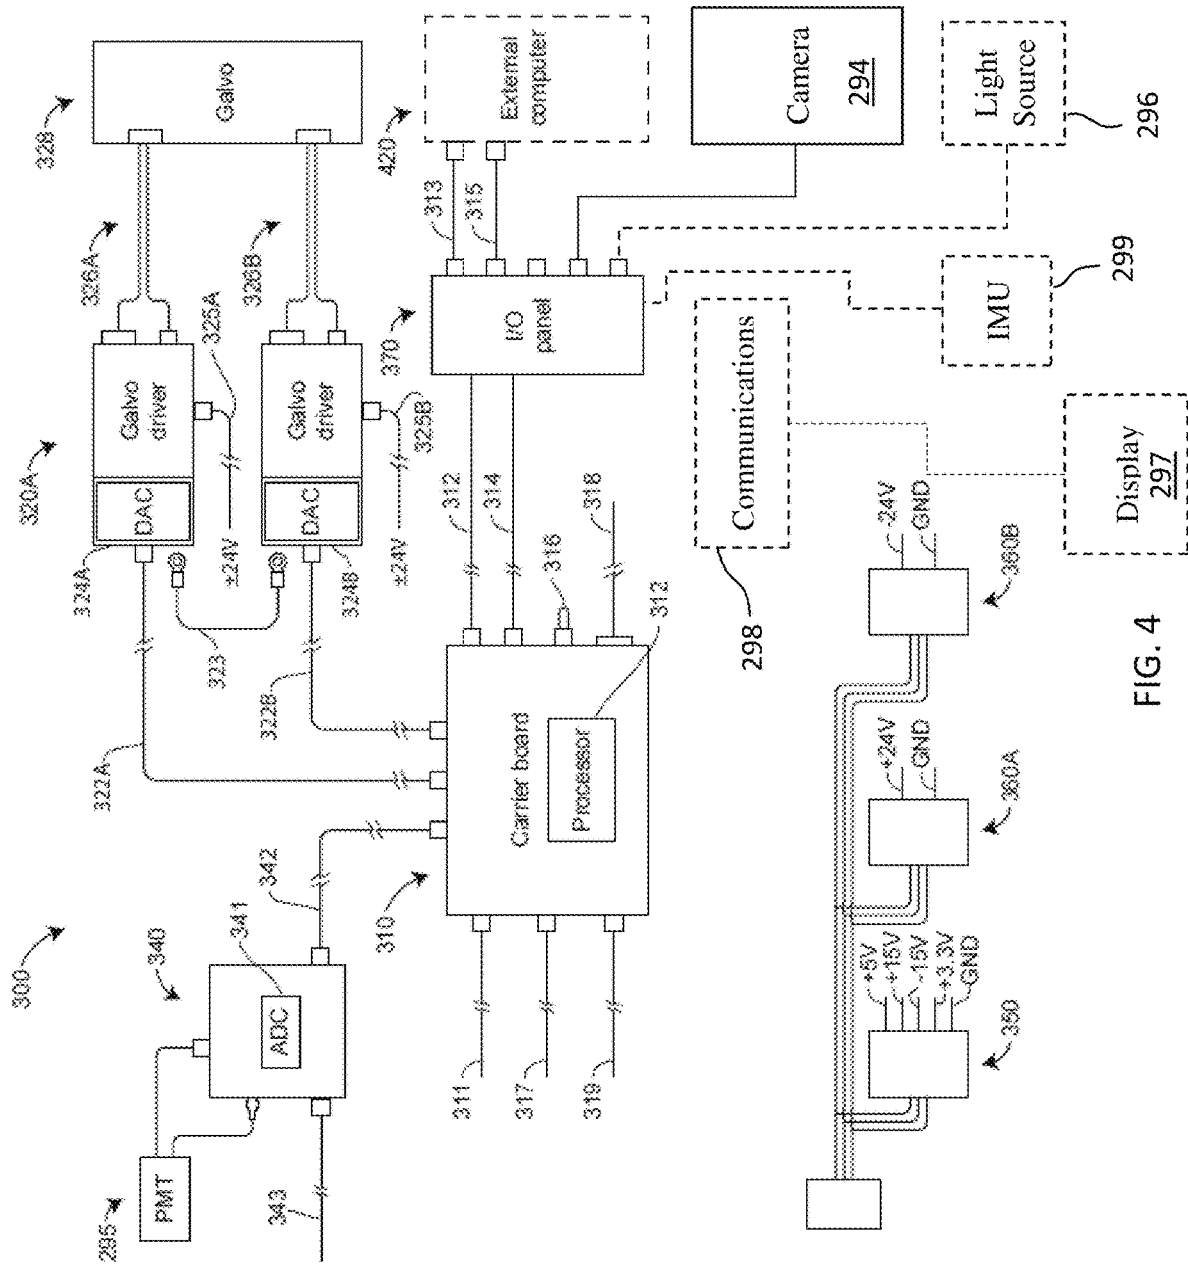 300
295
PMT
340
341
ADC
343
342
322A
322B
323
324A
DAC
Galvo
driver
320A
325A
±24V
324B
DAC
Galvo
driver
325B
±24V
326A
326B
328
Galvo
310
Carrier board
Processor
312
311
317
319
316
318
312
314
370
I/O
panel
313
315
420
External
computer
Camera
294
Light
Source
296
IMU
299
Communications
298
Display
297
350
+5V
+15V
-15V
+3.3V
GND
360A
+24V
GND
360B
-24V
GND
FIG. 4